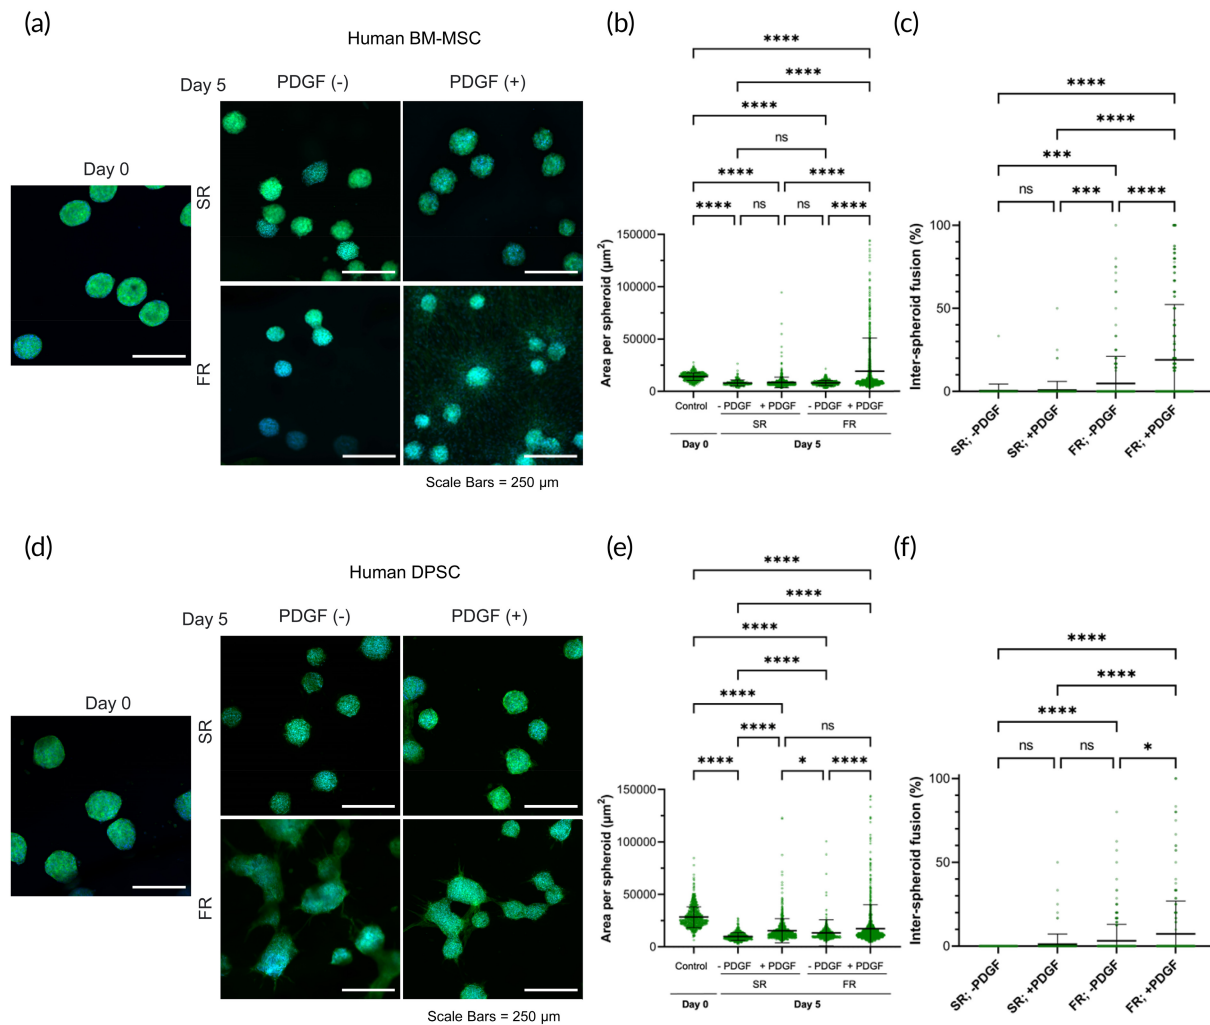 (a)
Human BM-MSC
Day 5
PDGF (-)
PDGF (+)
Day 0
SR
FR
Scale Bars = 250 µm
(b)
****
****
****
ns
****
****
****
ns
ns
****
Area per spheroid (µm²)
150000
100000
50000
0
Control
- PDGF
+ PDGF
- PDGF
+ PDGF
SR
FR
Day 0
Day 5
(c)
****
****
***
ns
***
****
Inter-spheroid fusion (%)
100
50
0
SR; -PDGF
SR; +PDGF
FR; -PDGF
FR; +PDGF
(d)
Human DPSC
Day 5
PDGF (-)
PDGF (+)
Day 0
SR
FR
Scale Bars = 250 µm
(e)
****
****
****
****
****
****
ns
****
*
****
Area per spheroid (µm²)
150000
100000
50000
0
Control
- PDGF
+ PDGF
- PDGF
+ PDGF
SR
FR
Day 0
Day 5
(f)
****
****
****
ns
ns
*
Inter-spheroid fusion (%)
100
50
0
SR; -PDGF
SR; +PDGF
FR; -PDGF
FR; +PDGF